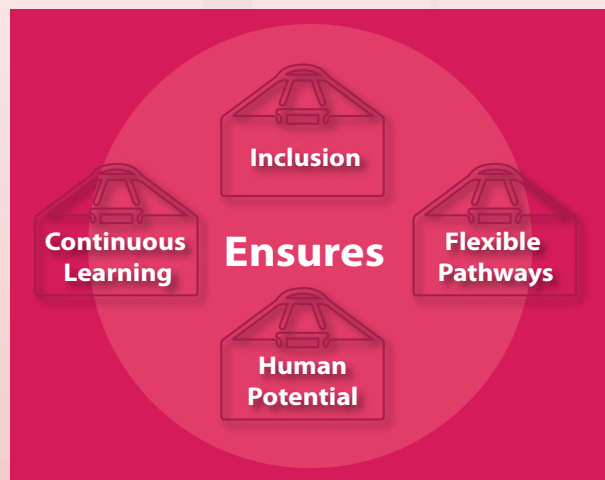 Inclusion
Continuous
Learning
Ensures
Flexible
Pathways
Human
Potential